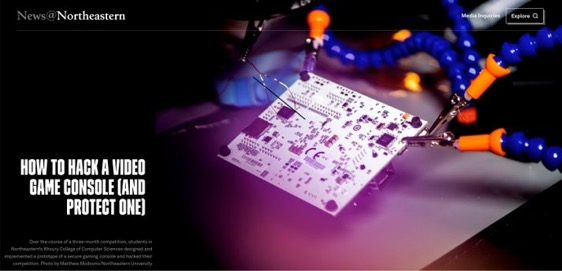 News@Northeastern
Media Inquiries
Explore
HOW TO HACK A VIDEO
GAME CONSOLE (AND
PROTECT ONE)
Over the course of a three-month competition, students in
Northeastern's Khoury College of Computer Sciences designed and
implemented a prototype of a secure gaming console and hacked their
competition. Photo by Matthew Modoono/Northeastern University